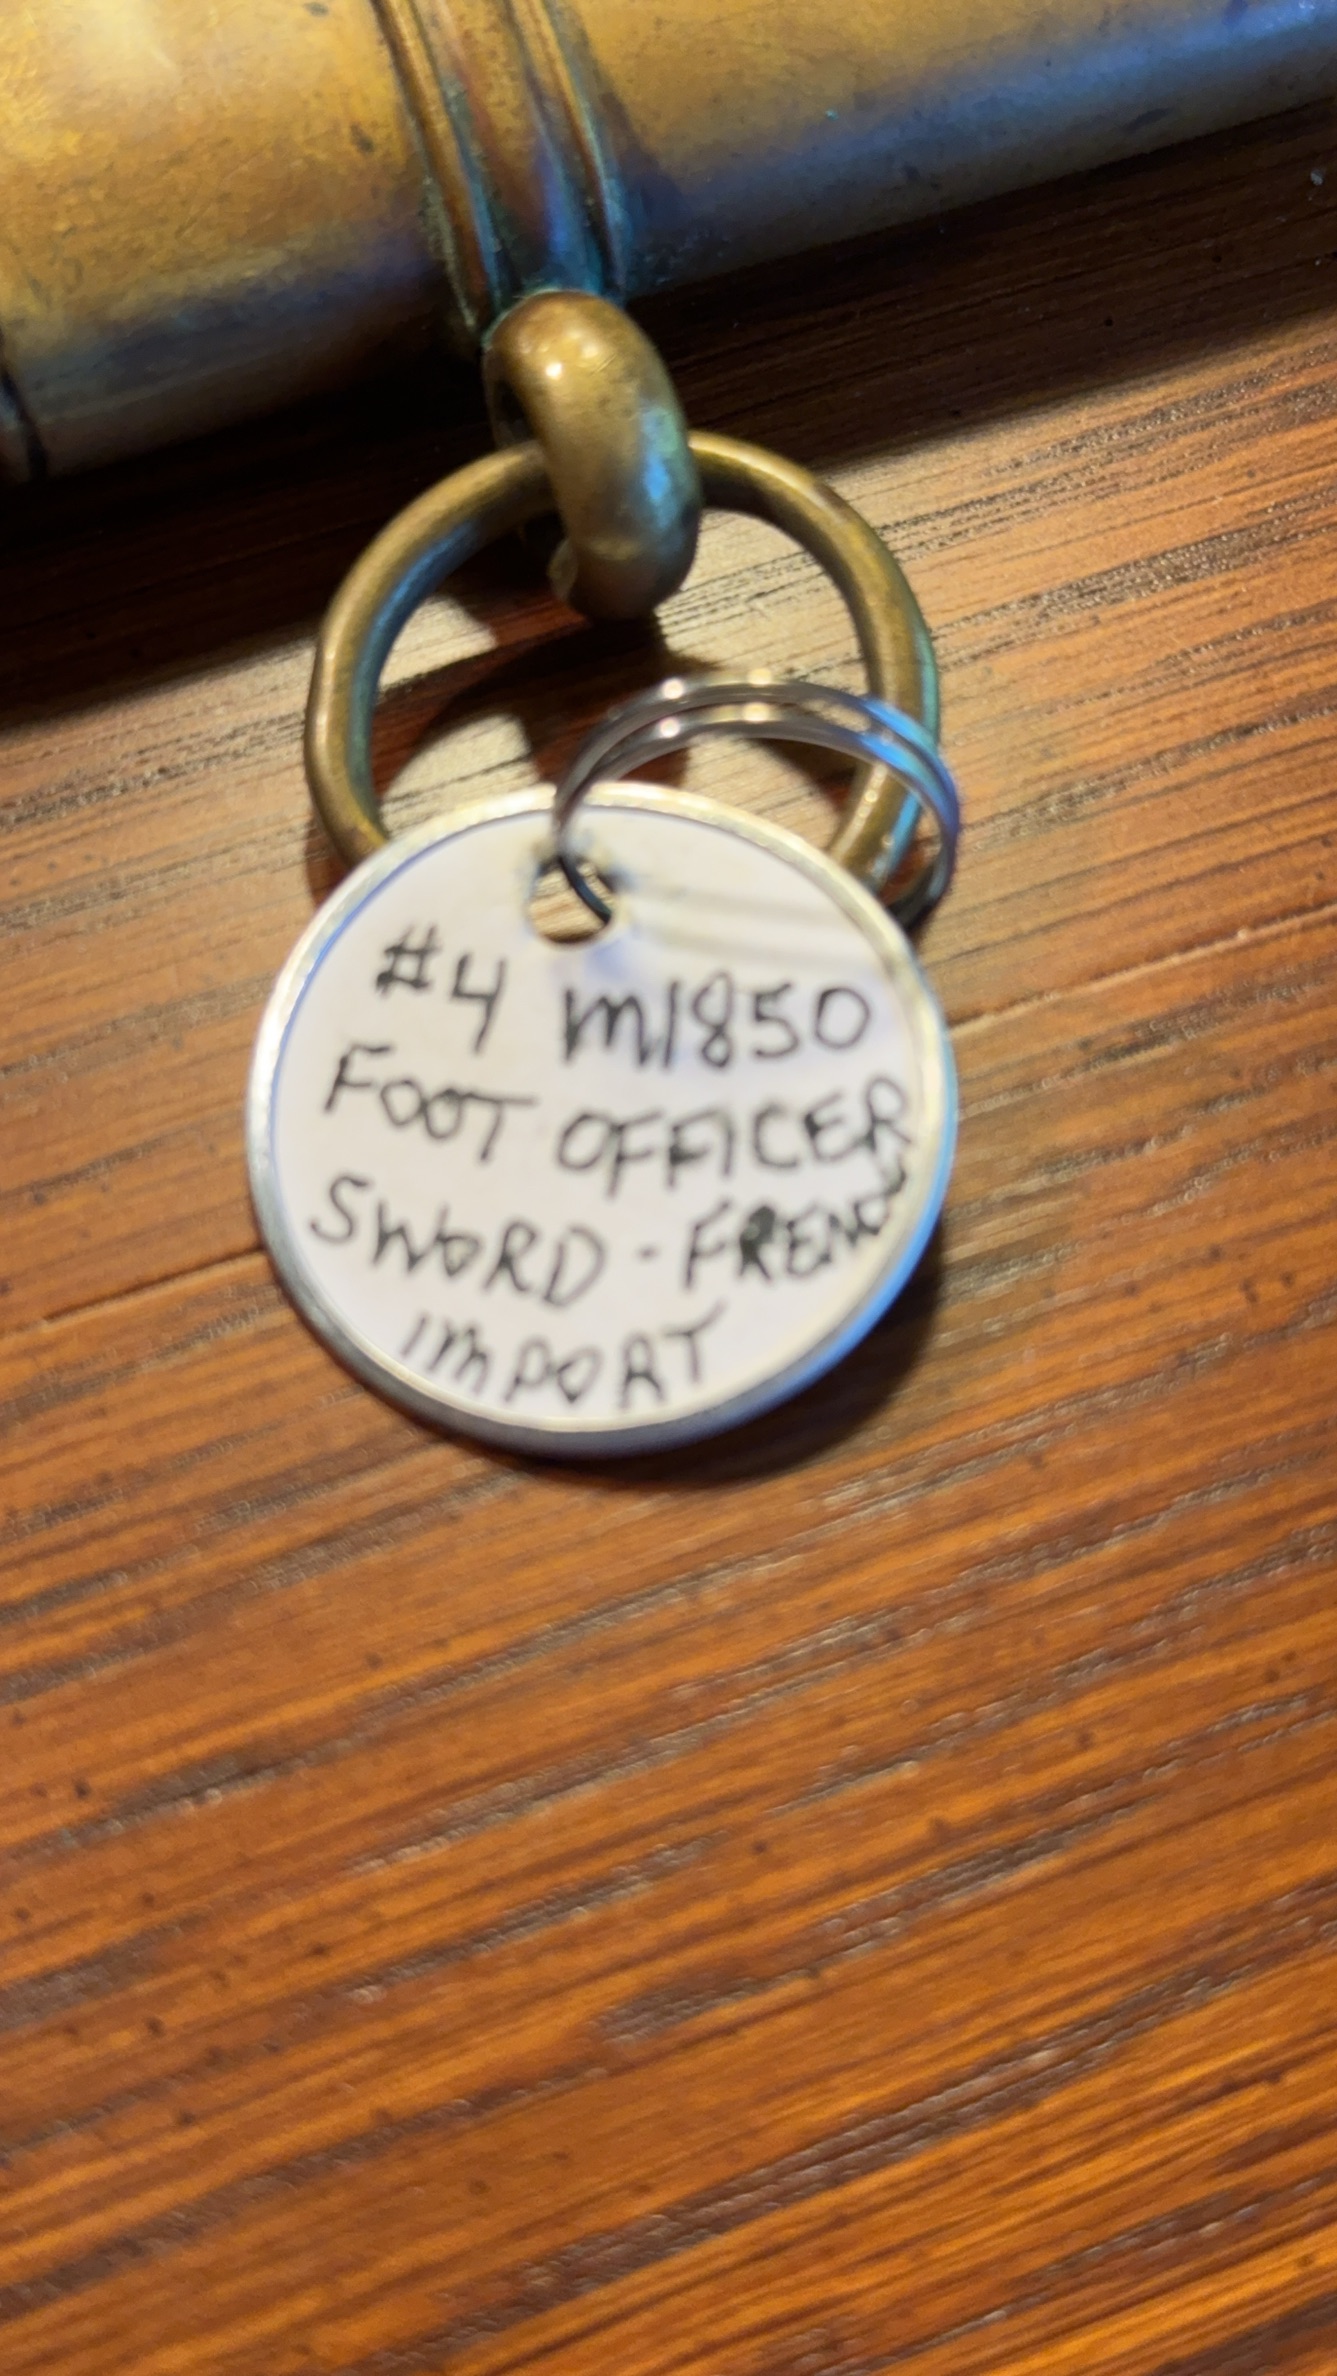 #4 M1850
FOOT OFFICER
SWORD - FRENCH
IMPORT